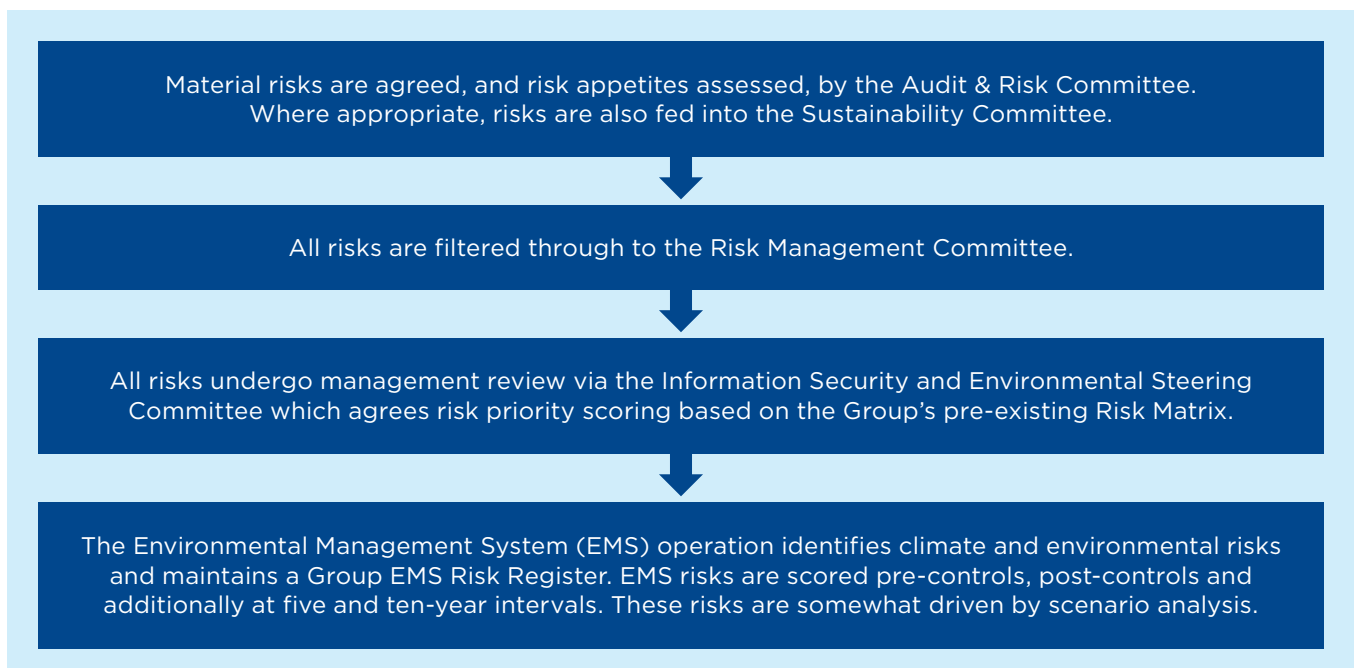 Material risks are agreed, and risk appetites assessed, by the Audit & Risk Committee.
Where appropriate, risks are also fed into the Sustainability Committee.
All risks are filtered through to the Risk Management Committee.
All risks undergo management review via the Information Security and Environmental Steering
Committee which agrees risk priority scoring based on the Group’s pre-existing Risk Matrix.
The Environmental Management System (EMS) operation identifies climate and environmental risks
and maintains a Group EMS Risk Register. EMS risks are scored pre-controls, post-controls and
additionally at five and ten-year intervals. These risks are somewhat driven by scenario analysis.